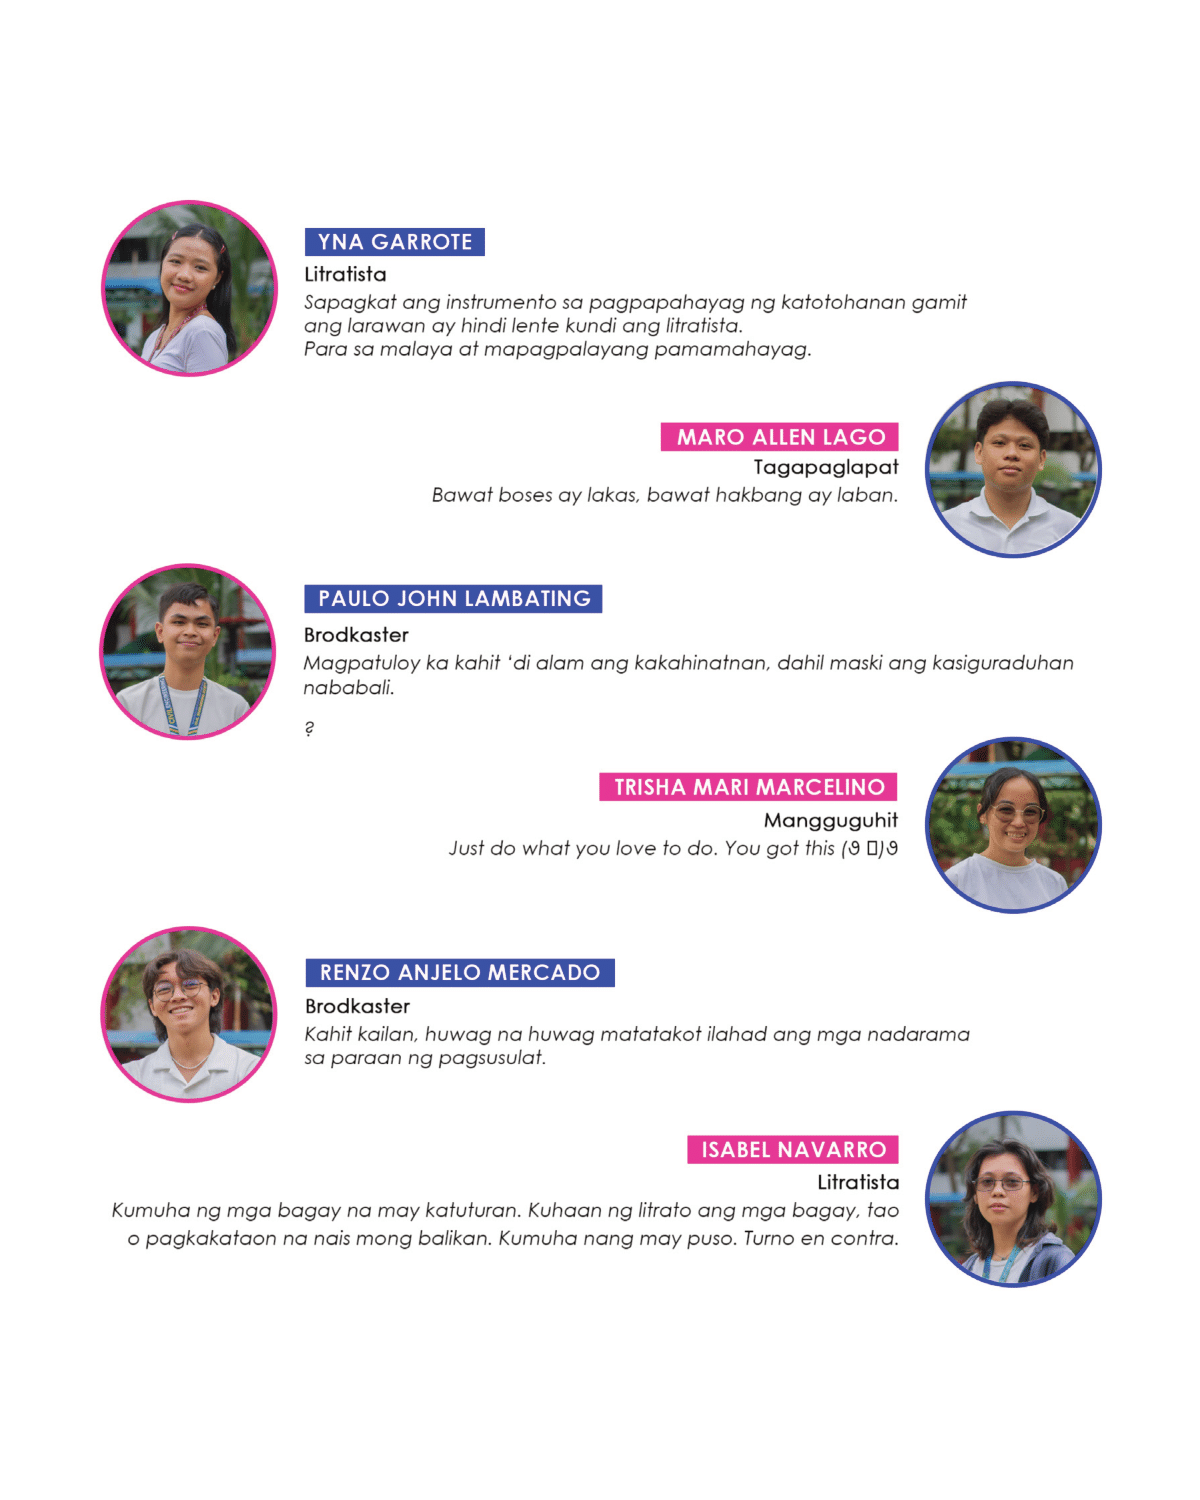 YNA GARROTE
Litratista
Sapagkat ang instrumento sa pagpapahayag ng katotohanan gamit
ang larawan ay hindi lente kundi ang litratista.
Para sa malaya at mapagpalayang pamamahayag.
MARO ALLEN LAGO
Tagapaglapat
Bawat boses ay lakas, bawat hakbang ay laban.
PAULO JOHN LAMBATING
Brodkaster
Magpatuloy ka kahit ‘di alam ang kakahinatnan, dahil maski ang kasiguraduhan
nababali.
?
TRISHA MARI MARCELINO
Mangguguhit
Just do what you love to do. You got this (૭ ▯)૭
RENZO ANJELO MERCADO
Brodkaster
Kahit kailan, huwag na huwag matatakot ilahad ang mga nadarama
sa paraan ng pagsusulat.
ISABEL NAVARRO
Litratista
Kumuha ng mga bagay na may katuturan. Kuhaan ng litrato ang mga bagay, tao
o pagkakataon na nais mong balikan. Kumuha nang may puso. Turno en contra.